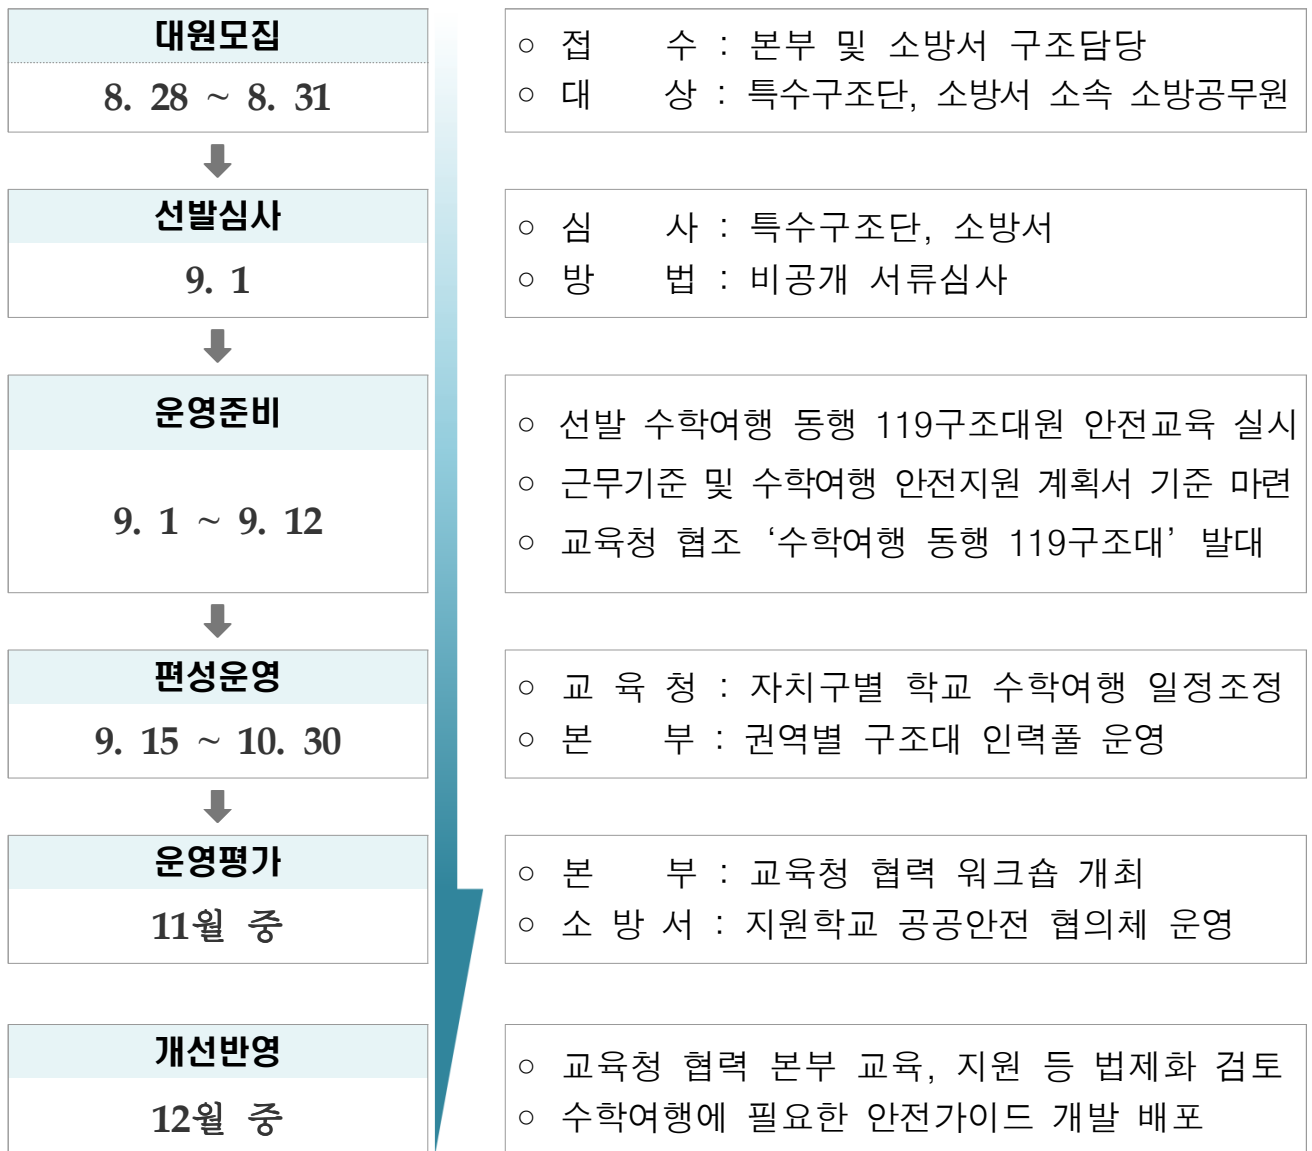 대원모집
8. 28 ~ 8. 31
○ 접 수 : 본부 및 소방서 구조담당
○ 대 상 : 특수구조단, 소방서 소속 소방공무원
선발심사
9. 1
○ 심 사 : 특수구조단, 소방서
○ 방 법 : 비공개 서류심사
운영준비
9. 1 ~ 9. 12
○ 선발 수학여행 동행 119구조대원 안전교육 실시
○ 근무기준 및 수학여행 안전지원 계획서 기준 마련
○ 교육청 협조 ‘수학여행 동행 119구조대’ 발대
편성운영
9. 15 ~ 10. 30
○ 교 육 청 : 자치구별 학교 수학여행 일정조정
○ 본 부 : 권역별 구조대 인력풀 운영
운영평가
11월 중
○ 본 부 : 교육청 협력 워크숍 개최
○ 소 방 서 : 지원학교 공공안전 협의체 운영
개선반영
12월 중
○ 교육청 협력 본부 교육, 지원 등 법제화 검토
○ 수학여행에 필요한 안전가이드 개발 배포